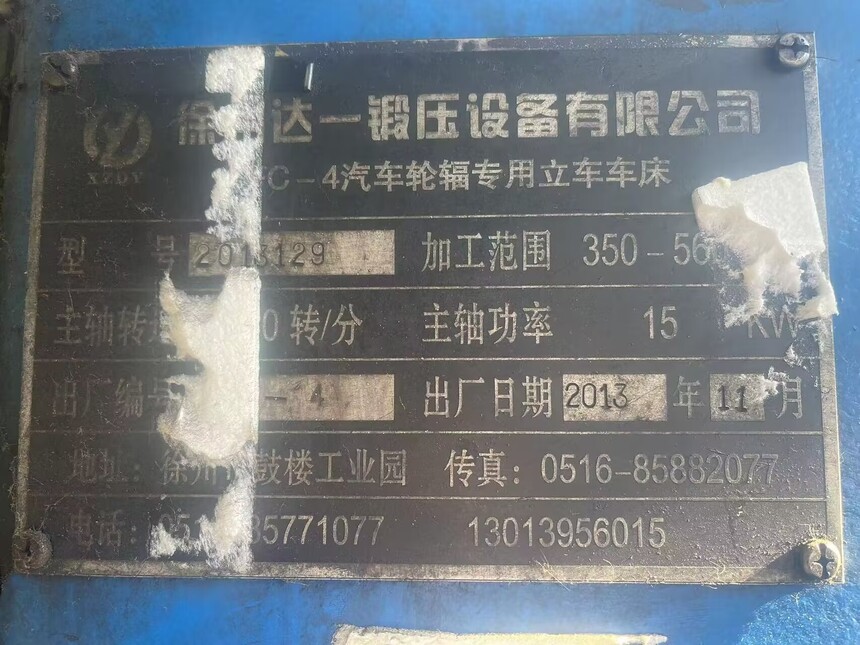 徐 达一锻压设备有限公司
XZDY
C-4汽车轮辐专用立车车床
型 号 2013129 加工范围 350-56
主轴转 0 转/分 主轴功率 15 KW
出厂编号 -4 出厂日期 2013 年 11 月
地址: 徐州 鼓楼工业园 传真: 0516-85882077
电话: 051 85771077 13013956015